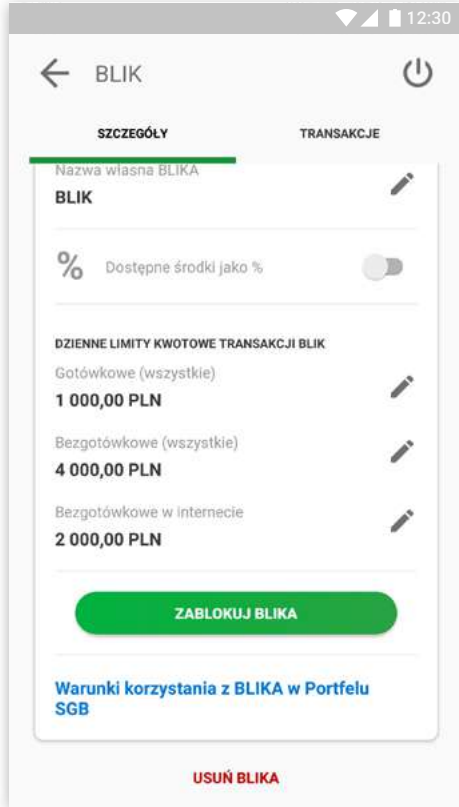 12:30
BLIK
SZCZEGÓŁY
TRANSAKCJE
Nazwa własna BLIKA
BLIK
% Dostępne środki jako %
DZIENNE LIMITY KWOTOWE TRANSAKCJI BLIK
Gotówkowe (wszystkie)
1 000,00 PLN
Bezgotówkowe (wszystkie)
4 000,00 PLN
Bezgotówkowe w internecie
2 000,00 PLN
ZABLOKUJ BLIKA
Warunki korzystania z BLIKA w Portfelu
SGB
USUŃ BLIKA